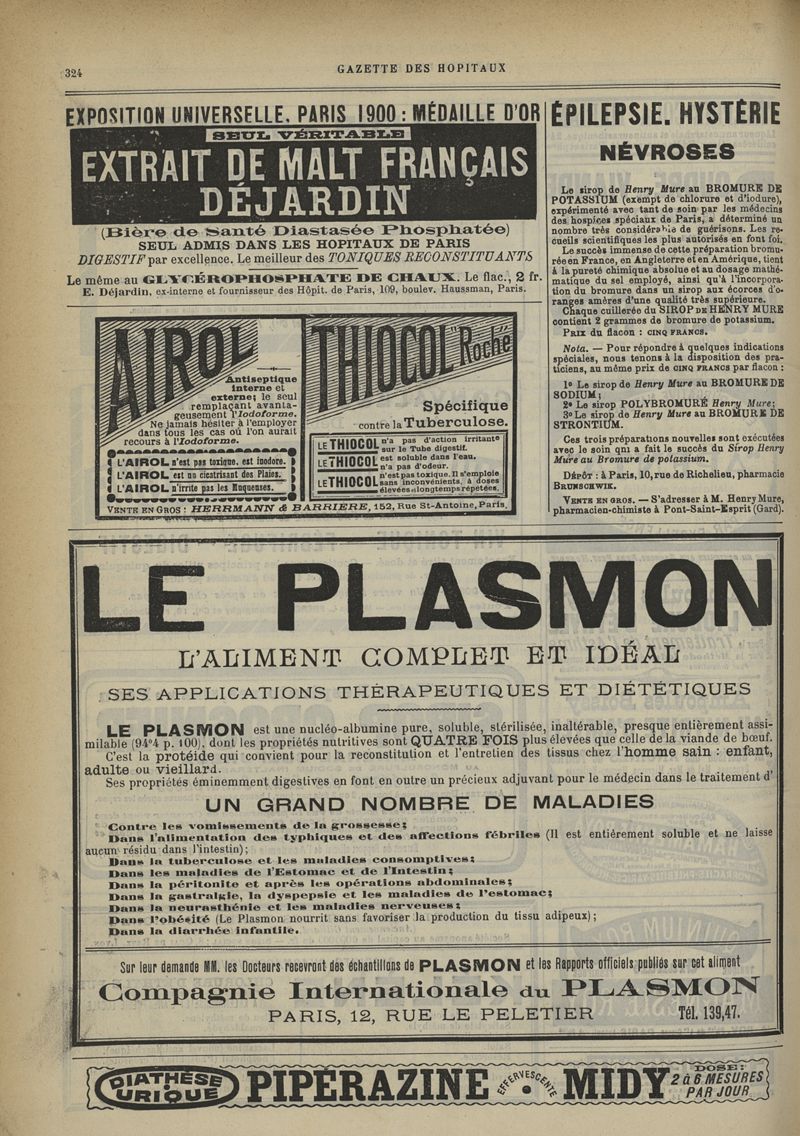 324
GAZETTE DES HOPITAUX
EXPOSITION UNIVERSELLE. PARIS 1900 : MÉDAILLE D'OR
SEUL VÉRITABLE
EXTRAIT DE MALT FRANÇAIS
DÉJARDIN
(Bière de Santé Diastasée Phosphatée)
SEUL ADMIS DANS LES HOPITAUX DE PARIS
DIGESTIF par excellence. Le meilleur des TONIQUES RECONSTITUANTS
Le même au GLYCÉROPHOSPHATE DE CHAUX. Le flac., 2 fr.
E. Déjardin, ex-interne et fournisseur des Hôpit. de Paris, 109, boulev. Haussman, Paris.
AIROL
Antiseptique
interne et
externe; le seul
remplaçant avanta-
geusement l'Iodoforme.
Ne jamais hésiter à l'employer
dans tous les cas où l'on aurait
recours à l'Iodoforme.
L'AIROL n'est pas toxique. est inodore.
L'AIROL est un cicatrisant des Plaies.
L'AIROL n'irrite pas les Muqueuses.
THIOCOL "Roche"
Spécifique
contre la Tuberculose.
LE THIOCOL n'a pas d'action irritante
sur le Tube digestif.
LE THIOCOL est soluble dans l'eau.
n'a pas d'odeur.
LE THIOCOL n'est pas toxique. Il s'emploie
sans inconvénients, à doses
élevées et longtemps répétées.
VENTE EN GROS : HERRMANN & BARRIERE, 152, Rue St-Antoine, Paris.
ÉPILEPSIE. HYSTÉRIE
NÉVROSES
Le sirop de Henry Mure au BROMURE DE
POTASSIUM (exempt de chlorure et d'iodure),
expérimenté avec tant de soin par les médecins
des hospices spéciaux de Paris, a déterminé un
nombre très considérable de guérisons. Les re-
cueils scientifiques les plus autorisés en font foi.
Le succès immense de cette préparation bromu-
rée en France, en Angleterre et en Amérique, tient
à la pureté chimique absolue et au dosage mathé-
matique du sel employé, ainsi qu'à l'incorpora-
tion du bromure dans un sirop aux écorces d'o-
ranges amères d'une qualité très supérieure.
Chaque cuillerée du SIROP DE HENRY MURE
contient 2 grammes de bromure de potassium.
PRIX du flacon : CINQ FRANCS.
Nota. — Pour répondre à quelques indications
spéciales, nous tenons à la disposition des pra-
ticiens, au même prix de CINQ FRANCS par flacon :
1º Le sirop de Henry Mure au BROMURE DE
SODIUM;
2º Le sirop POLYBROMURÉ Henry Mure;
3º Le sirop de Henry Mure au BROMURE DE
STRONTIUM.
Ces trois préparations nouvelles sont exécutées
avec le soin qui a fait le succès du Sirop Henry
Mure au Bromure de potassium.
Dépôt : à Paris, 10, rue de Richelieu, pharmacie
BRUNSCHWIK.
VENTE EN GROS. — S'adresser à M. Henry Mure,
pharmacien-chimiste à Pont-Saint-Esprit (Gard).
LE PLASMON
L'ALIMENT COMPLET ET IDÉAL
SES APPLICATIONS THÉRAPEUTIQUES ET DIÉTÉTIQUES
LE PLASMON est une nucléo-albumine pure, soluble, stérilisée, inaltérable, presque entièrement assi-
milable (94°4 p. 100), dont les propriétés nutritives sont QUATRE FOIS plus élevées que celle de la viande de bœuf.
C'est la protéide qui convient pour la reconstitution et l'entretien des tissus chez l'homme sain : enfant,
adulte ou vieillard.
Ses propriétés éminemment digestives en font en outre un précieux adjuvant pour le médecin dans le traitement d'
UN GRAND NOMBRE DE MALADIES
Contre les vomissements de la grossesse;
Dans l'alimentation des typhiques et des affections fébriles (Il est entièrement soluble et ne laisse
aucun résidu dans l'intestin);
Dans la tuberculose et les maladies consomptives;
Dans les maladies de l'Estomac et de l'Intestin;
Dans la péritonite et après les opérations abdominales;
Dans la gastralgie, la dyspepsie et les maladies de l'estomac;
Dans la neurasthénie et les maladies nerveuses;
Dans l'obésité (Le Plasmon nourrit sans favoriser la production du tissu adipeux);
Dans la diarrhée infantile.
Sur leur demande MM. les Docteurs recevront des échantillons de PLASMON et les Rapports officiels publiés sur cet aliment
Compagnie Internationale du PLASMON
PARIS, 12, RUE LE PELETIER Tél. 139,47.
DIATHÈSE
URIQUE
PIPÉRAZINE EFFERVESCENTE MIDY
DOSE :
2 à 6 MESURES
PAR JOUR